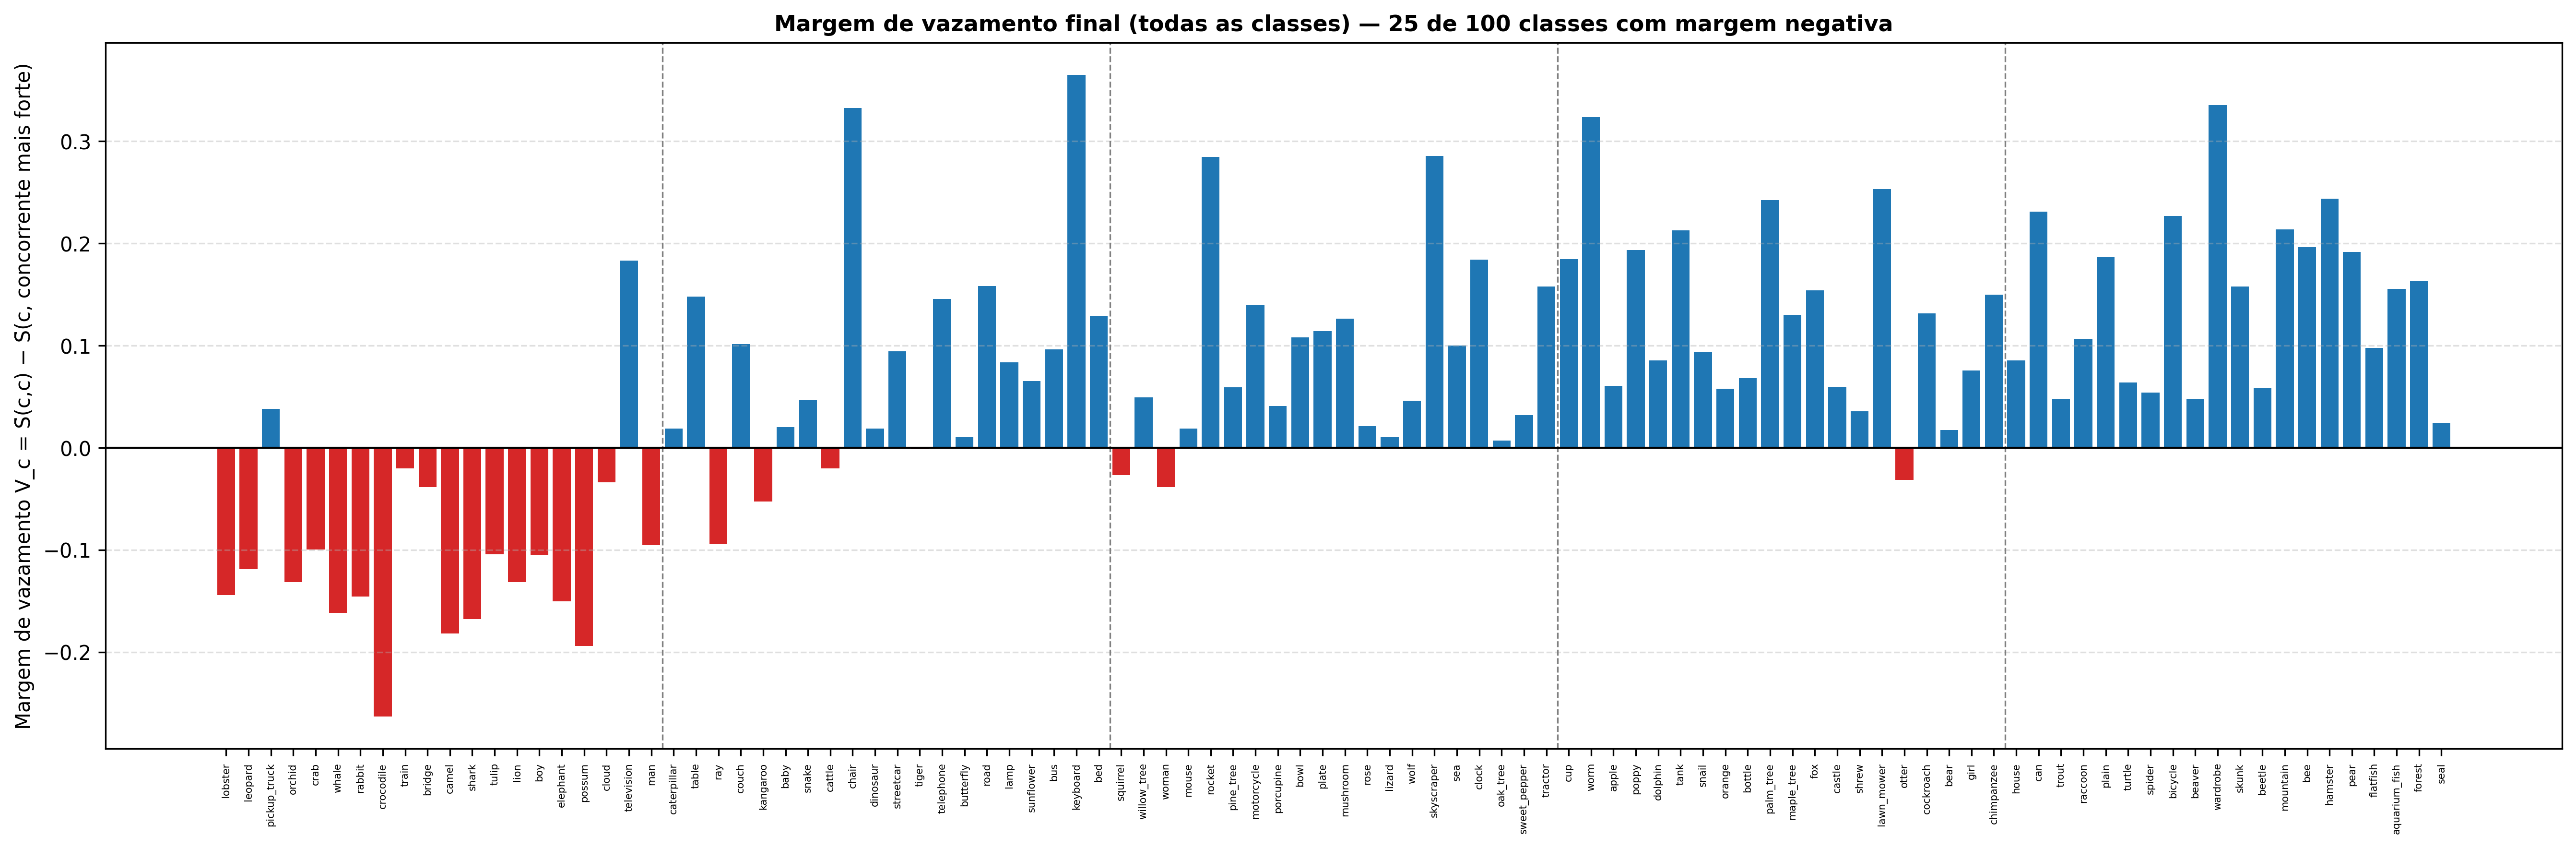 Margem de vazamento final (todas as classes) — 25 de 100 classes com margem negativa
Margem de vazamento V_c = S(c,c) − S(c, concorrente mais forte)
0.3
0.2
0.1
0.0
−0.1
−0.2
lobster
leopard
pickup_truck
orchid
crab
whale
rabbit
crocodile
train
bridge
camel
shark
tulip
lion
boy
elephant
possum
cloud
television
man
caterpillar
table
ray
couch
kangaroo
baby
snake
cattle
chair
dinosaur
streetcar
tiger
telephone
butterfly
road
lamp
sunflower
bus
keyboard
bed
squirrel
willow_tree
woman
mouse
rocket
pine_tree
motorcycle
porcupine
bowl
plate
mushroom
rose
lizard
wolf
skyscraper
sea
clock
oak_tree
sweet_pepper
tractor
cup
worm
apple
poppy
dolphin
tank
snail
orange
bottle
palm_tree
maple_tree
fox
castle
shrew
lawn_mower
otter
cockroach
bear
girl
chimpanzee
house
can
trout
raccoon
plain
turtle
spider
bicycle
beaver
wardrobe
skunk
beetle
mountain
bee
hamster
pear
flatfish
aquarium_fish
forest
seal